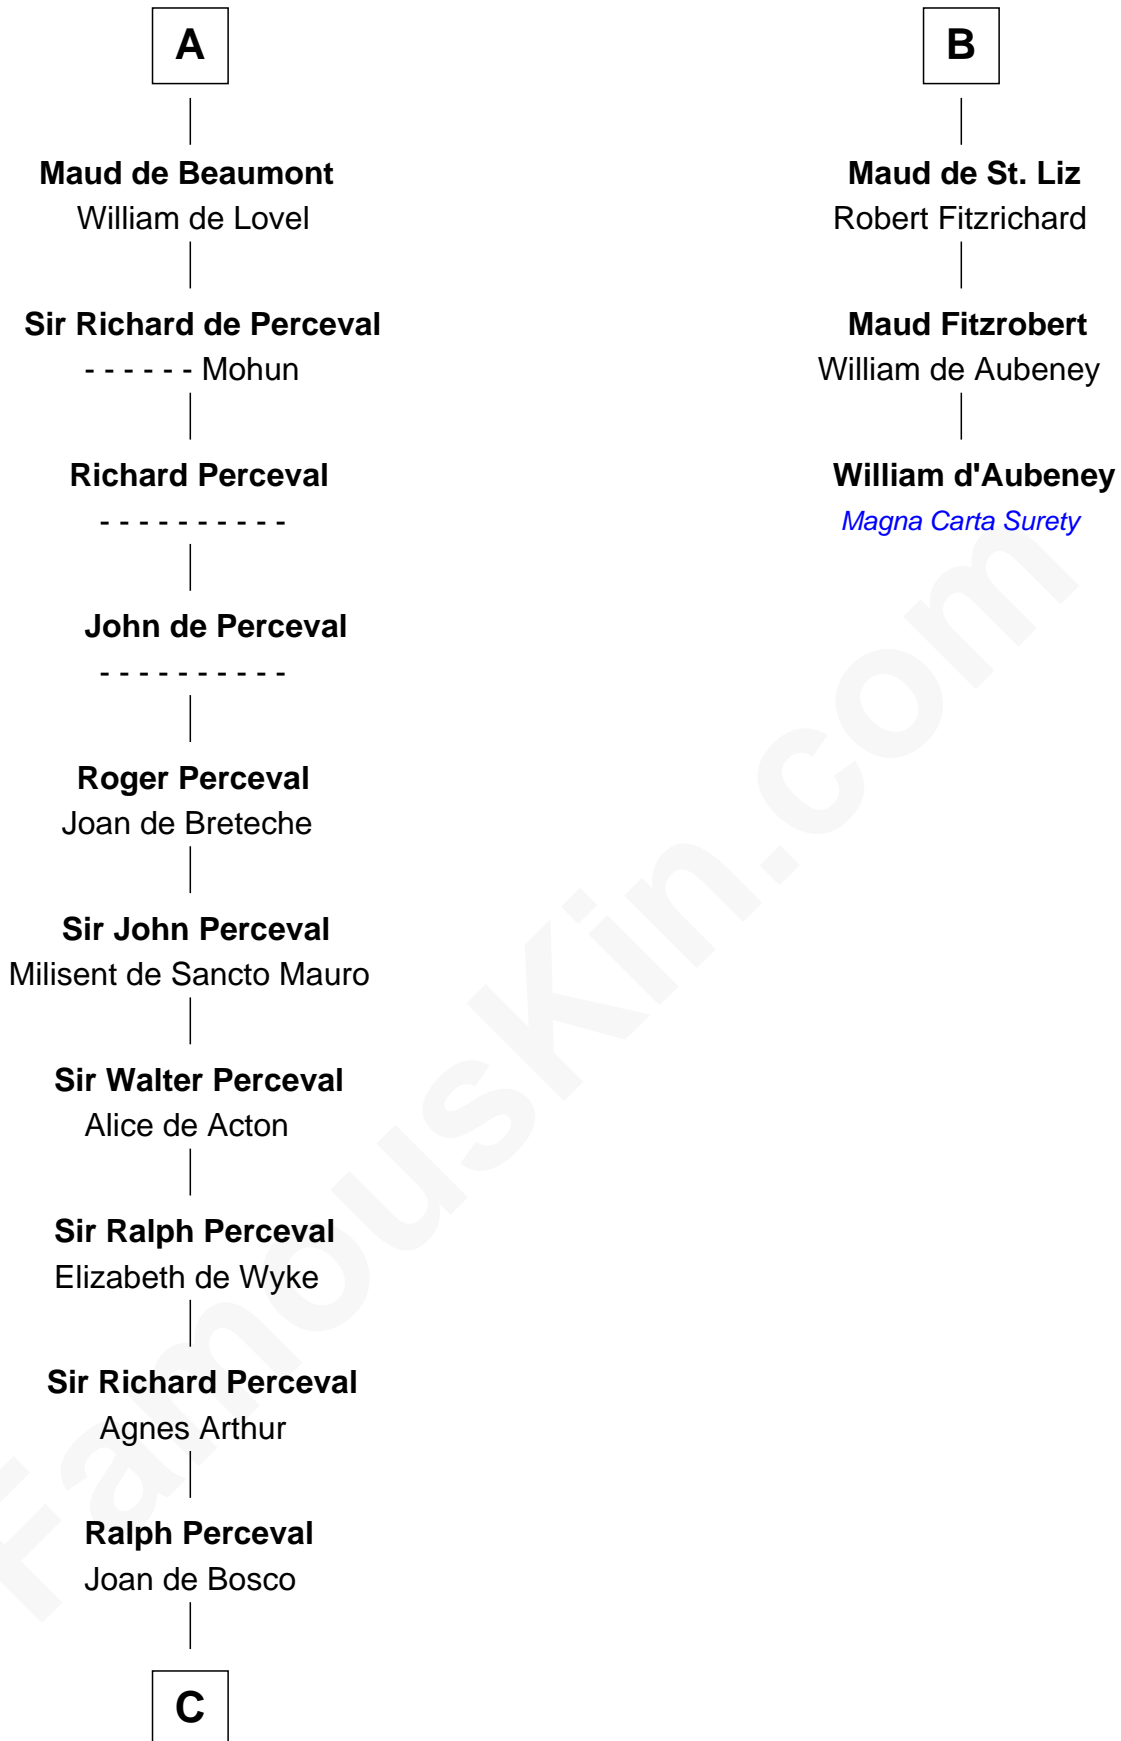 A
Maud de Beaumont
William de Lovel
Sir Richard de Perceval
- - - - - - Mohun
Richard Perceval
- - - - - - - - - -
John de Perceval
- - - - - - - - - -
Roger Perceval
Joan de Breteche
Sir John Perceval
Milisent de Sancto Mauro
Sir Walter Perceval
Alice de Acton
Sir Ralph Perceval
Elizabeth de Wyke
Sir Richard Perceval
Agnes Arthur
Ralph Perceval
Joan de Bosco
C
B
Maud de St. Liz
Robert Fitzrichard
Maud Fitzrobert
William de Aubeney
William d'Aubeney
Magna Carta Surety
FamousKin.com